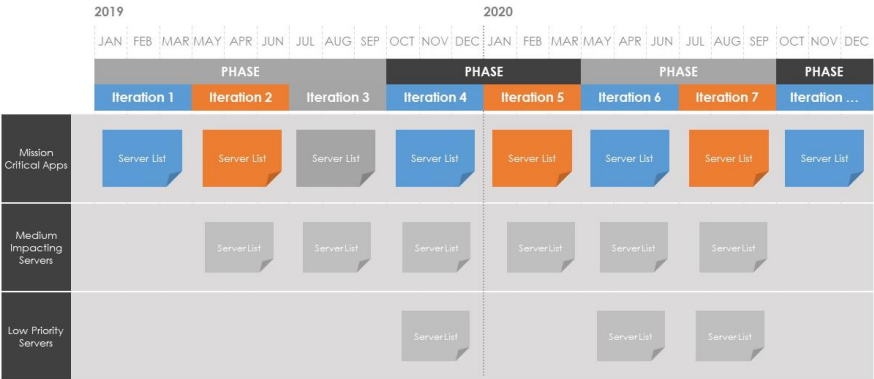 2019 2020
JAN FEB MAR MAY APR JUN JUL AUG SEP OCT NOV DEC JAN FEB MAR MAY APR JUN JUL AUG SEP OCT NOV DEC
PHASE PHASE PHASE PHASE
Iteration 1 Iteration 2 Iteration 3 Iteration 4 Iteration 5 Iteration 6 Iteration 7 Iteration ...
Mission
Critical Apps
Server List Server List Server List Server List Server List Server List Server List Server List
Medium
Impacting
Servers
Server List Server List Server List Server List Server List Server List
Low Priority
Servers
Server List Server List Server List